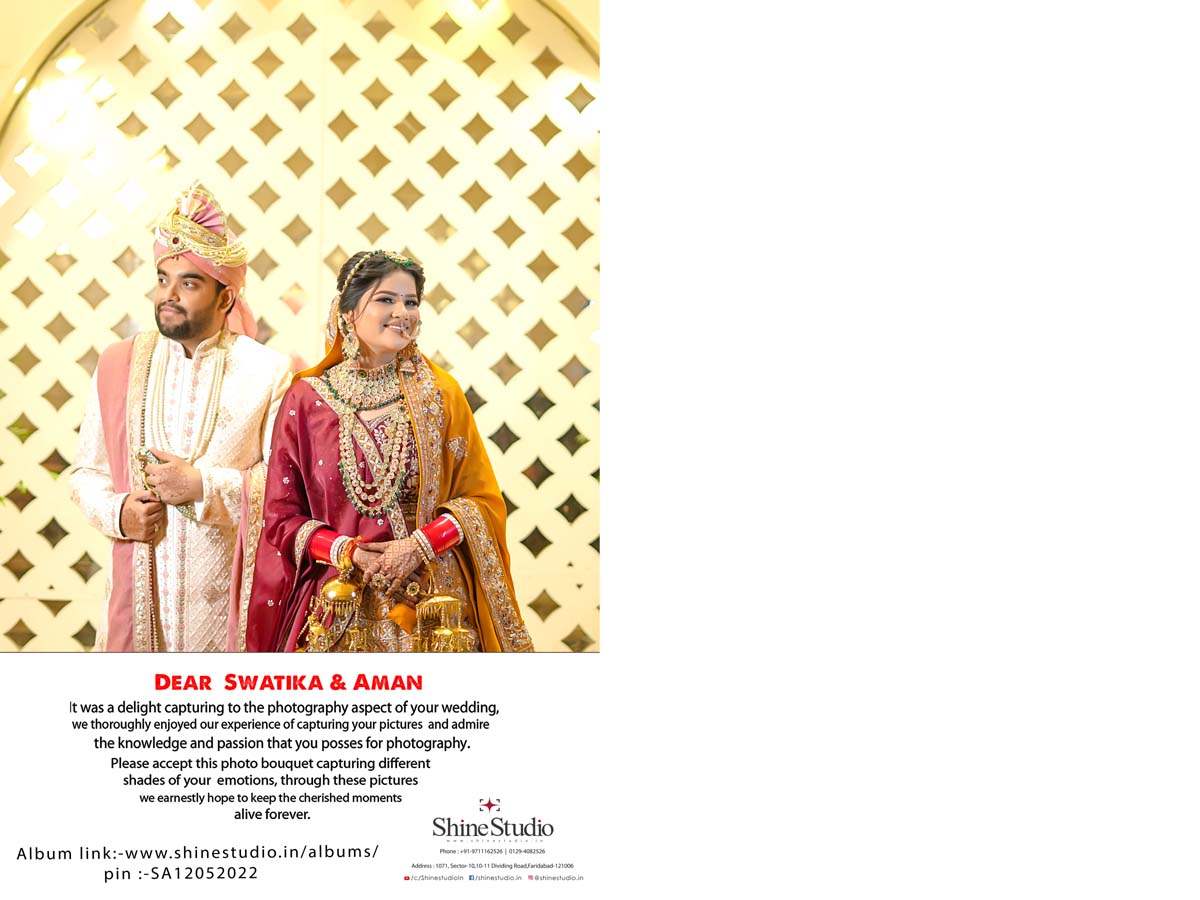 DEAR SWATIKA & AMAN
It was a delight capturing to the photography aspect of your wedding,
we thoroughly enjoyed our experience of capturing your pictures and admire
the knowledge and passion that you posses for photography.
Please accept this photo bouquet capturing different
shades of your emotions, through these pictures
we earnestly hope to keep the cherished moments
alive forever.
Shine Studio
www.shinestudio.in
Phone : +91-9711162526 | 0129-4082526
Address : 1071, Sector-10,10-11 Dividing Road,Faridabad-121006
/c/ShinestudioIn /shinestudio.in @shinestudio.in
Album link:-www.shinestudio.in/albums/
pin :-SA12052022